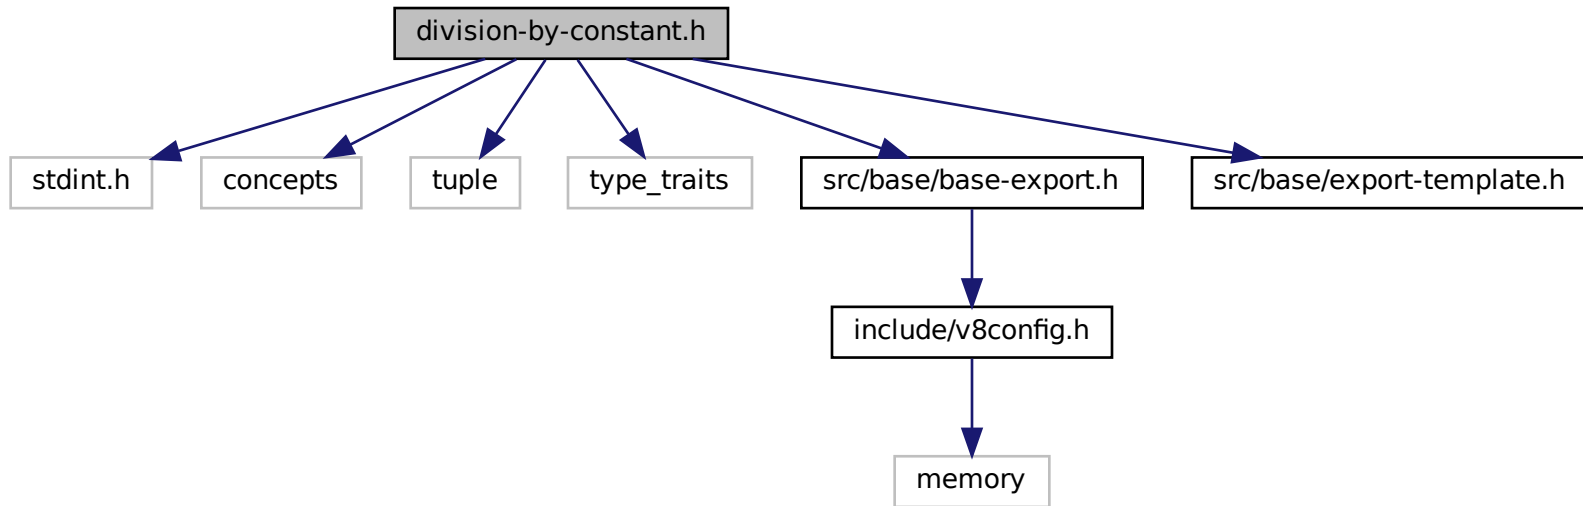 division-by-constant.h
stdint.h
concepts
tuple
type_traits
src/base/base-export.h
src/base/export-template.h
include/v8config.h
memory